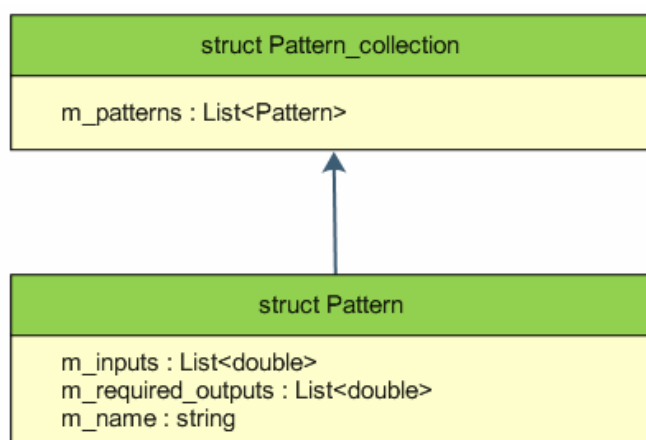 struct Pattern_collection
m_patterns : List<Pattern>
struct Pattern
m_inputs : List<double>
m_required_outputs : List<double>
m_name : string